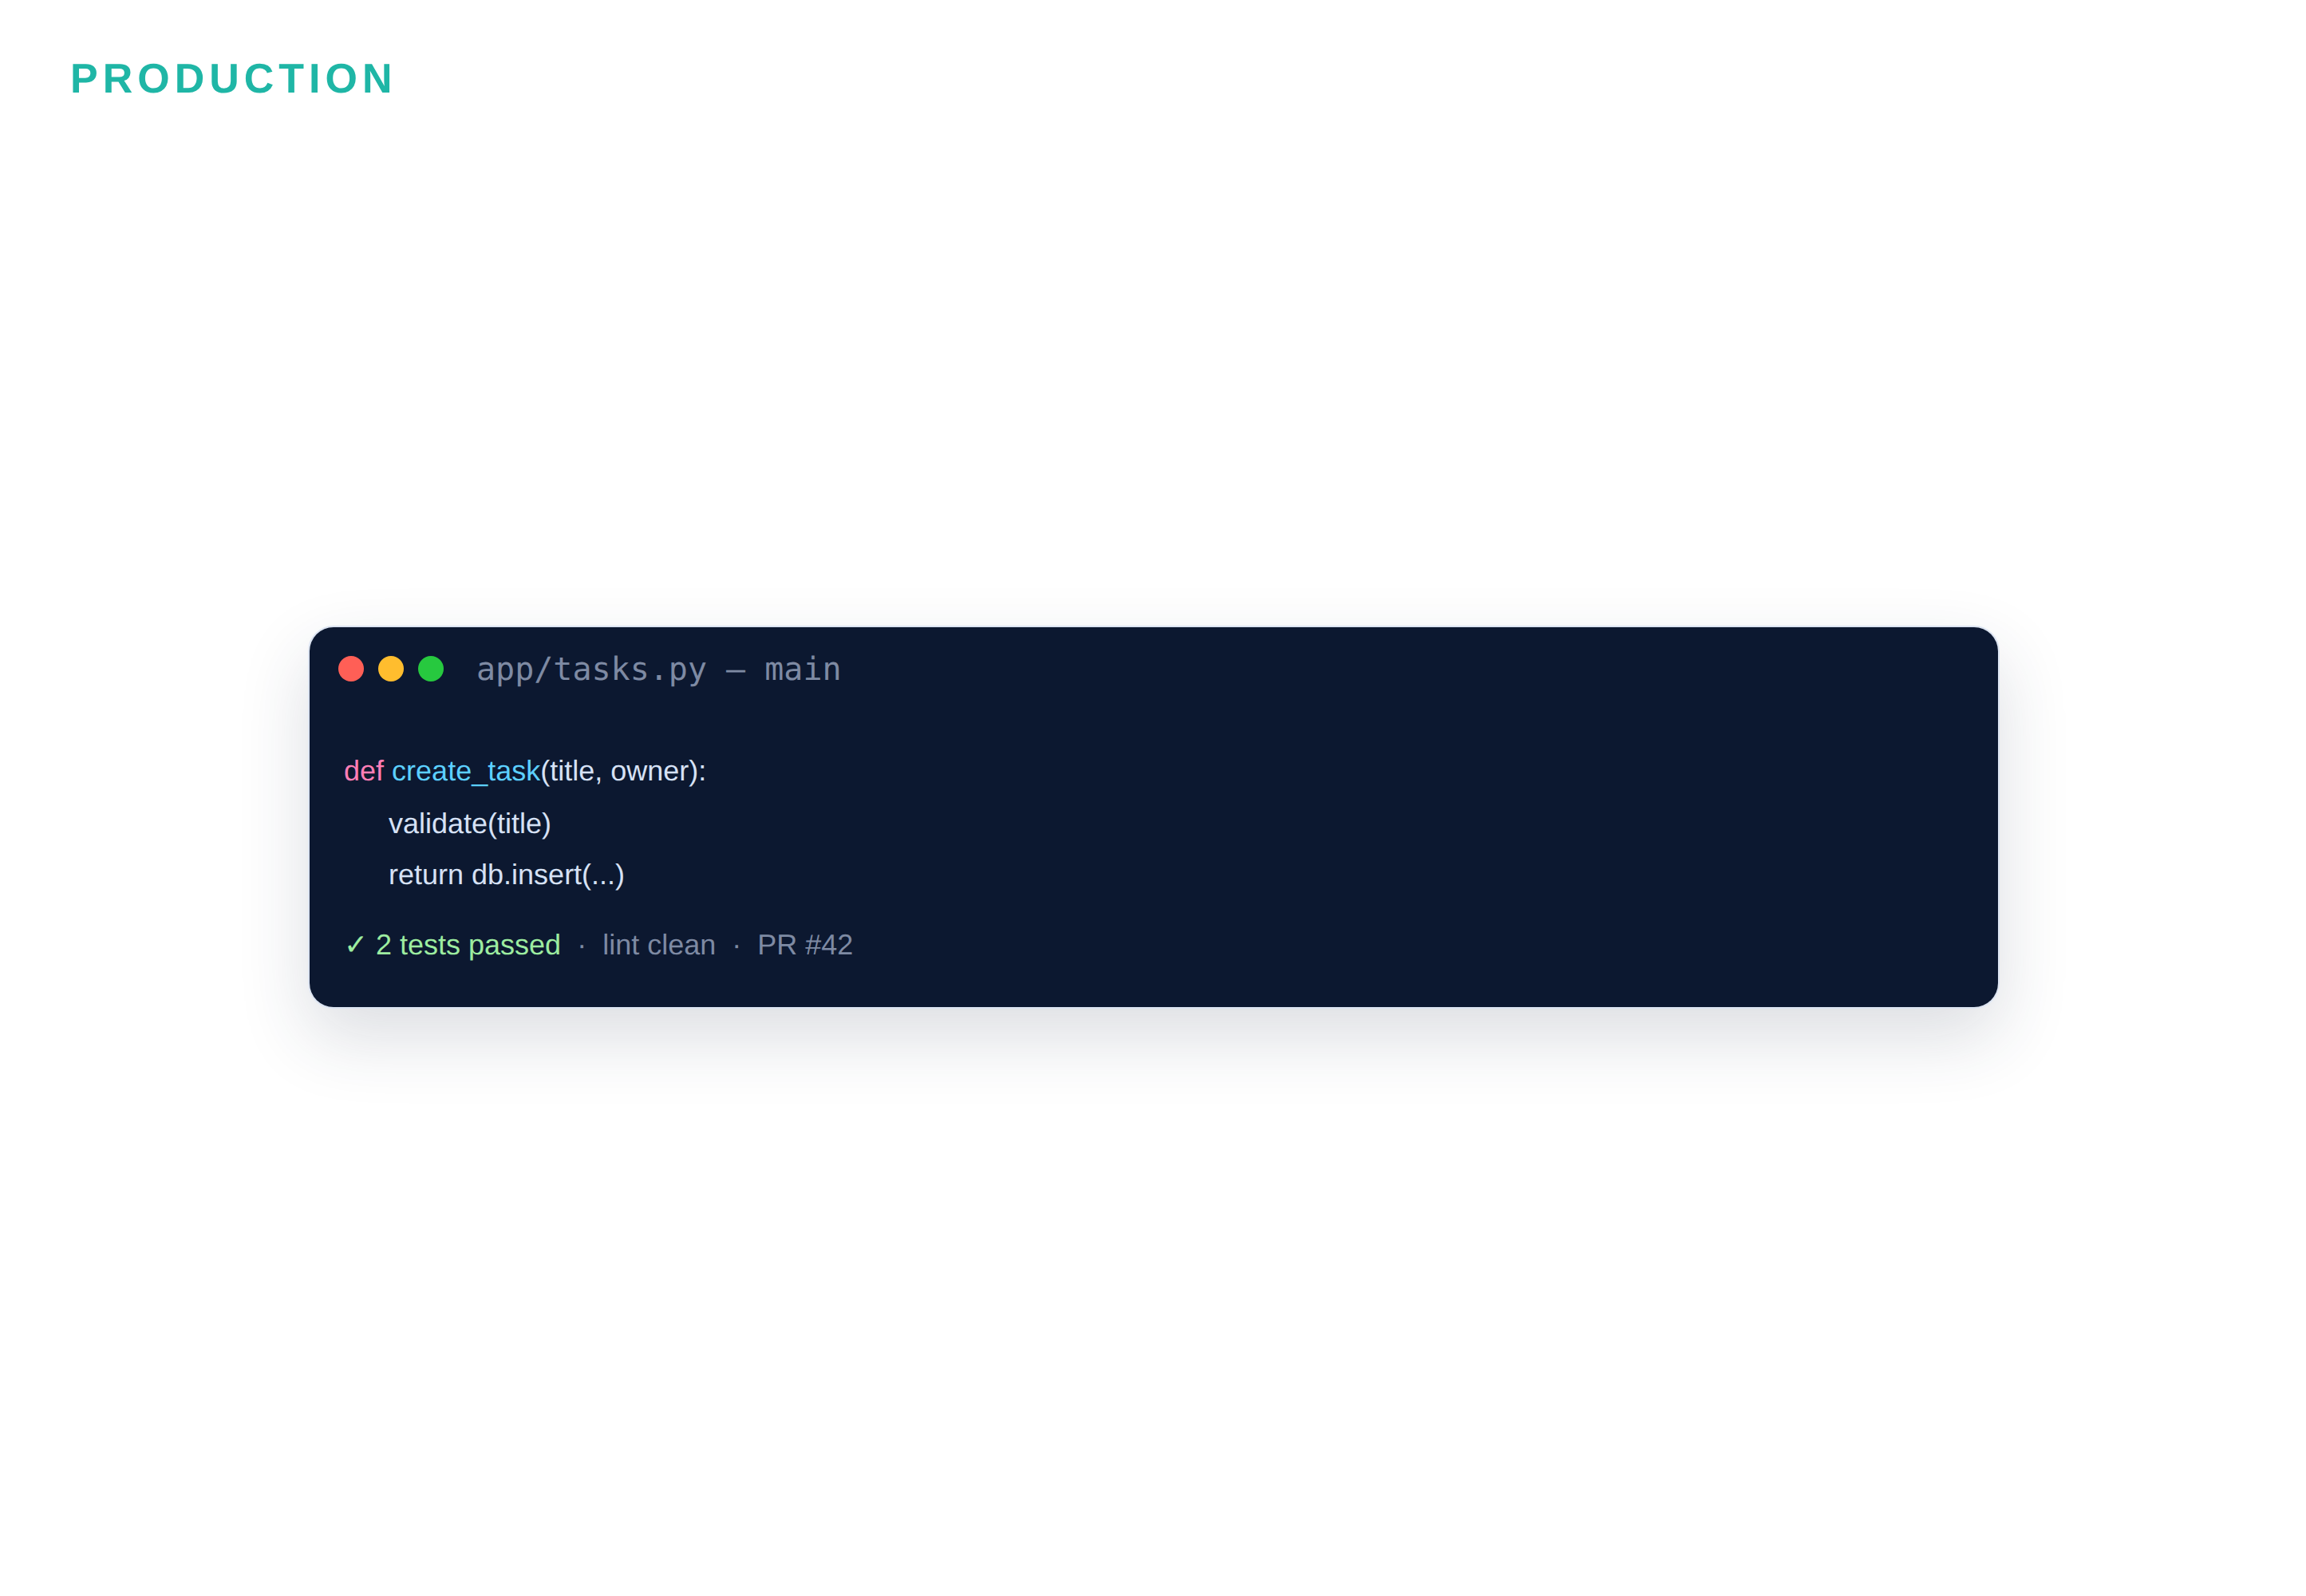 PRODUCTION
app/tasks.py — main
def create_task(title, owner):
validate(title)
return db.insert(...)
✓ 2 tests passed · lint clean · PR #42